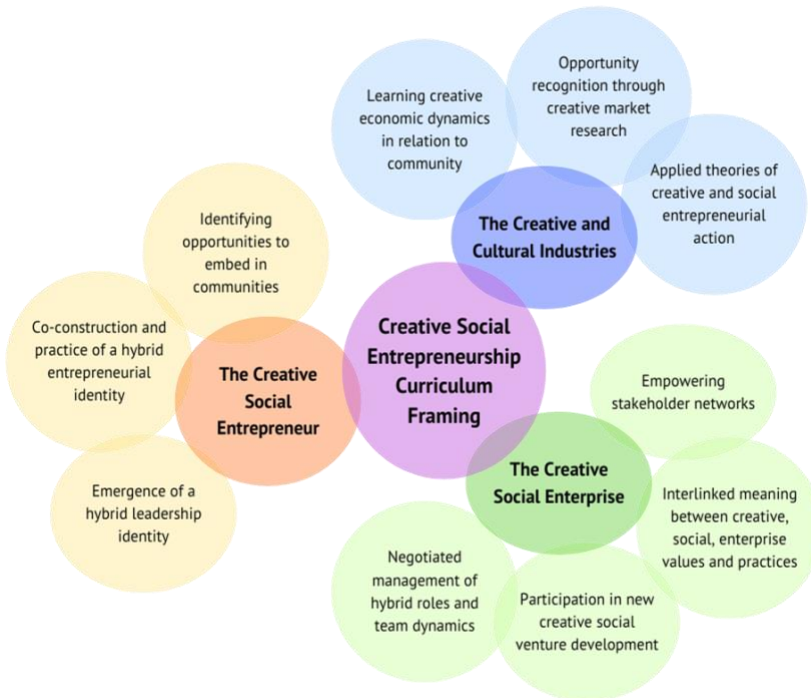 Opportunity
recognition through
creative market
research
Learning creative
economic dynamics
in relation to
community
Applied theories of
creative and social
entrepreneurial
action
The Creative and
Cultural Industries
Identifying
opportunities to
embed in
communities
Co-construction and
practice of a hybrid
entrepreneurial
identity
Emergence of a
hybrid leadership
identity
The Creative
Social
Entrepreneur
Creative Social
Entrepreneurship
Curriculum
Framing
Empowering
stakeholder networks
The Creative
Social Enterprise
Interlinked meaning
between creative,
social, enterprise
values and practices
Negotiated
management of
hybrid roles and
team dynamics
Participation in new
creative social
venture development